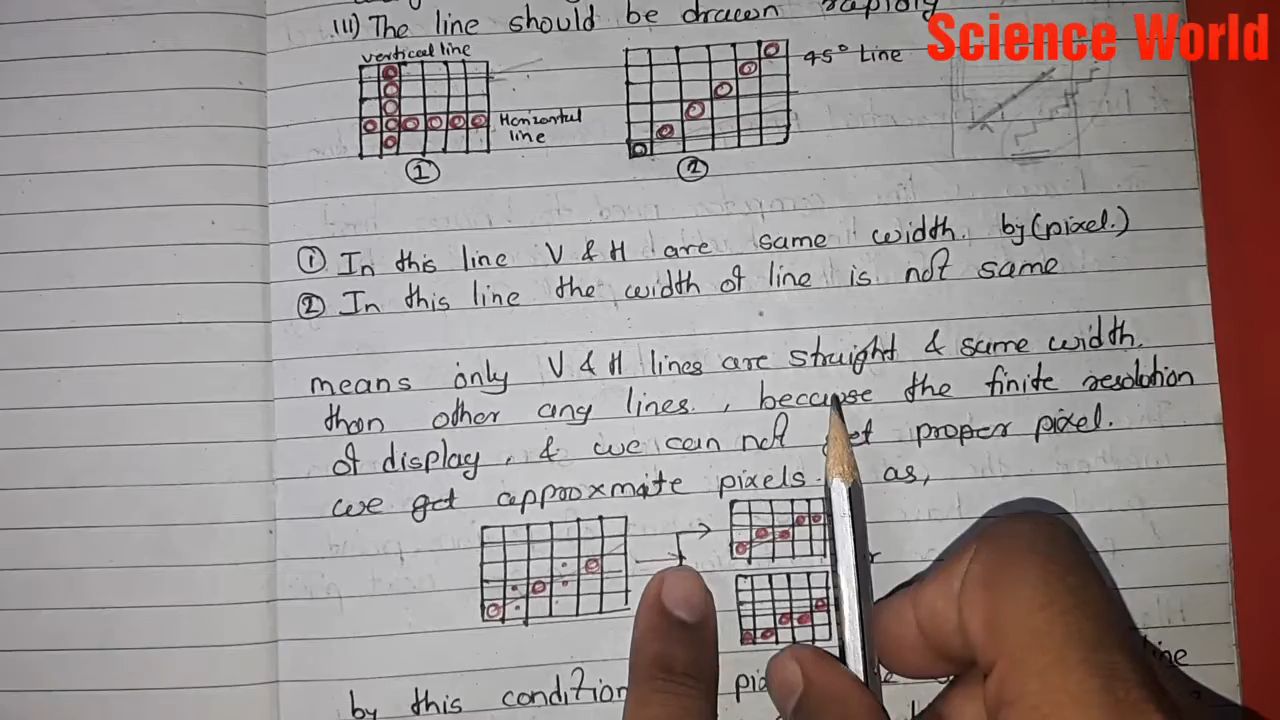 III) The line should be drawn rapidly
Science World
vertical line
Horizontal
line
45° Line
1
2
① In this line V & H are same width. by (pixel.)
② In this line the width of line is not same
means only V & H lines are straight & same width.
than other any lines. , because the finite resolution
of display, & we can not get proper pixel.
we get approxmate pixels as,
by this condition